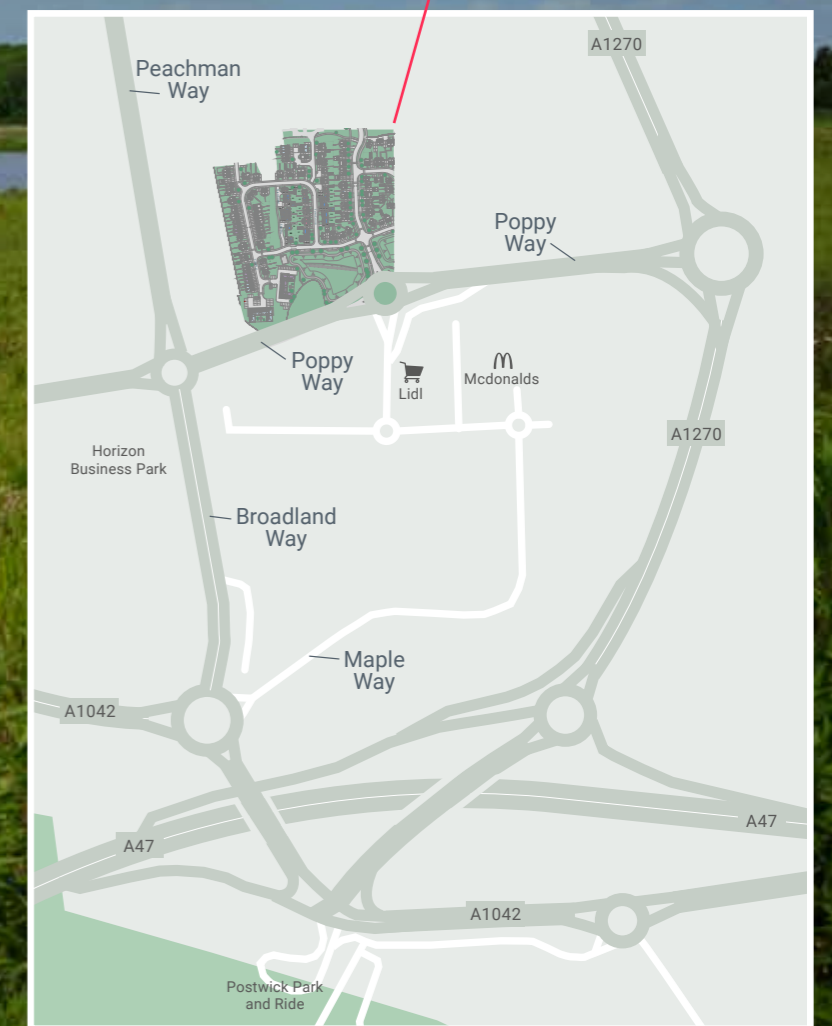 A1270
Peachman
Way
Poppy
Way
Poppy
Way
Lidl
Mcdonalds
A1270
Horizon
Business Park
Broadland
Way
Maple
Way
A1042
A47
A47
A1042
Postwick Park
and Ride